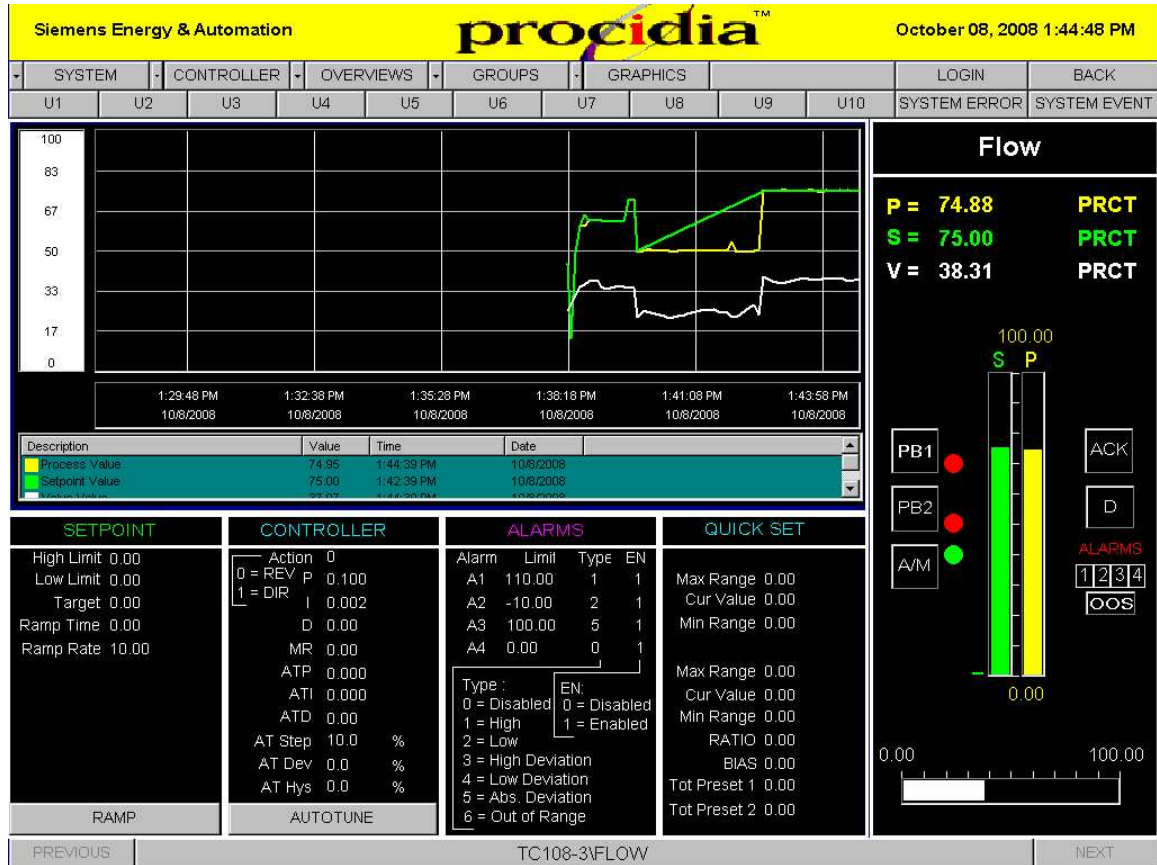 Siemens Energy & Automation
procidia™
October 08, 2008 1:44:48 PM
SYSTEM CONTROLLER OVERVIEWS GROUPS GRAPHICS LOGIN BACK
U1 U2 U3 U4 U5 U6 U7 U8 U9 U10 SYSTEM ERROR SYSTEM EVENT
100
83
67
50
33
17
0
1:29:48 PM 1:32:38 PM 1:35:28 PM 1:38:18 PM 1:41:08 PM 1:43:58 PM
10/8/2008 10/8/2008 10/8/2008 10/8/2008 10/8/2008 10/8/2008
Description Value Time Date
Process Value 74.95 1:44:39 PM 10/8/2008
Setpoint Value 75.00 1:42:39 PM 10/8/2008
Flow
P = 74.88 PRCT
S = 75.00 PRCT
V = 38.31 PRCT
100.00
S P
PB1 ACK
PB2 D
A/M
ALARMS
1 2 3 4
OOS
0.00
0.00 100.00
SETPOINT
High Limit 0.00
Low Limit 0.00
Target 0.00
Ramp Time 0.00
Ramp Rate 10.00
RAMP
CONTROLLER
Action 0
0 = REV
1 = DIR
P 0.100
I 0.002
D 0.00
MR 0.00
ATP 0.000
ATI 0.000
ATD 0.00
AT Step 10.0 %
AT Dev 0.0 %
AT Hys 0.0 %
AUTOTUNE
ALARMS
Alarm Limit Type EN
A1 110.00 1 1
A2 -10.00 2 1
A3 100.00 5 1
A4 0.00 0 1
Type :
0 = Disabled
1 = High
2 = Low
3 = High Deviation
4 = Low Deviation
5 = Abs. Deviation
6 = Out of Range
EN:
0 = Disabled
1 = Enabled
QUICK SET
Max Range 0.00
Cur Value 0.00
Min Range 0.00
Max Range 0.00
Cur Value 0.00
Min Range 0.00
RATIO 0.00
BIAS 0.00
Tot Preset 1 0.00
Tot Preset 2 0.00
PREVIOUS TC108-3\FLOW NEXT